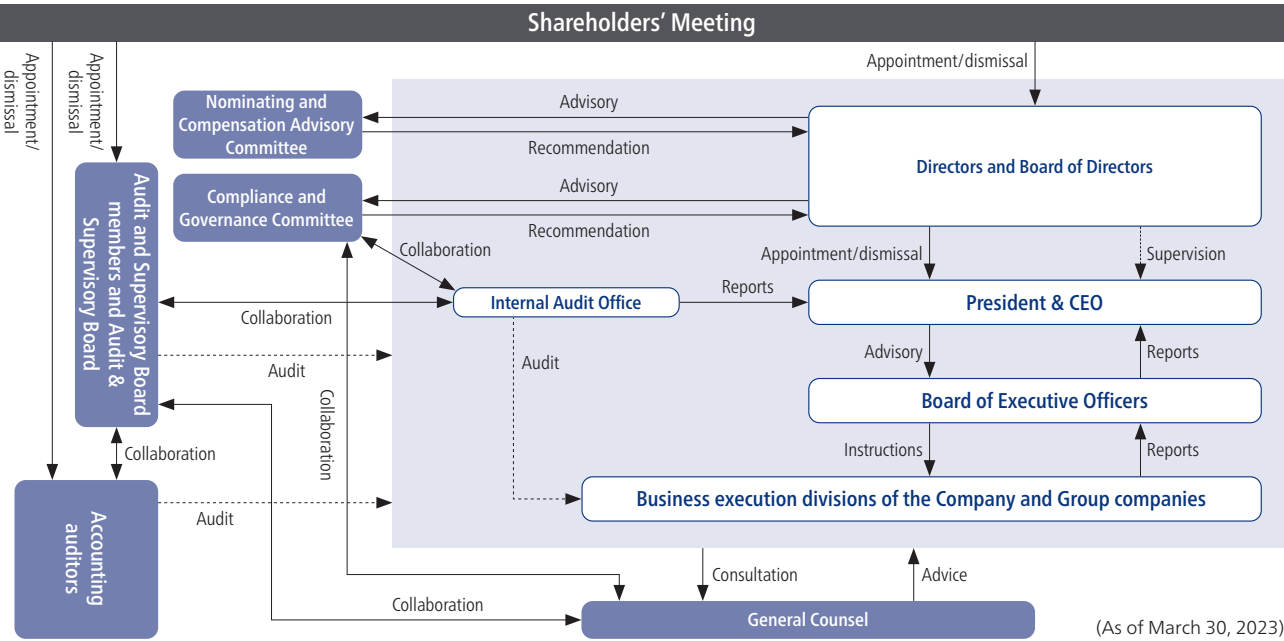 Shareholders' Meeting
Appointment/
dismissal
Appointment/
dismissal
Appointment/dismissal
Nominating and
Compensation Advisory
Committee
Advisory
Recommendation
Directors and Board of Directors
Compliance and
Governance Committee
Advisory
Recommendation
Audit and Supervisory Board
members and Audit &
Supervisory Board
Collaboration
Appointment/dismissal
Supervision
Internal Audit Office
Reports
President & CEO
Collaboration
Audit
Audit
Advisory
Reports
Collaboration
Board of Executive Officers
Collaboration
Instructions
Reports
Business execution divisions of the Company and Group companies
Accounting
auditors
Audit
Consultation
Advice
Collaboration
General Counsel
(As of March 30, 2023)